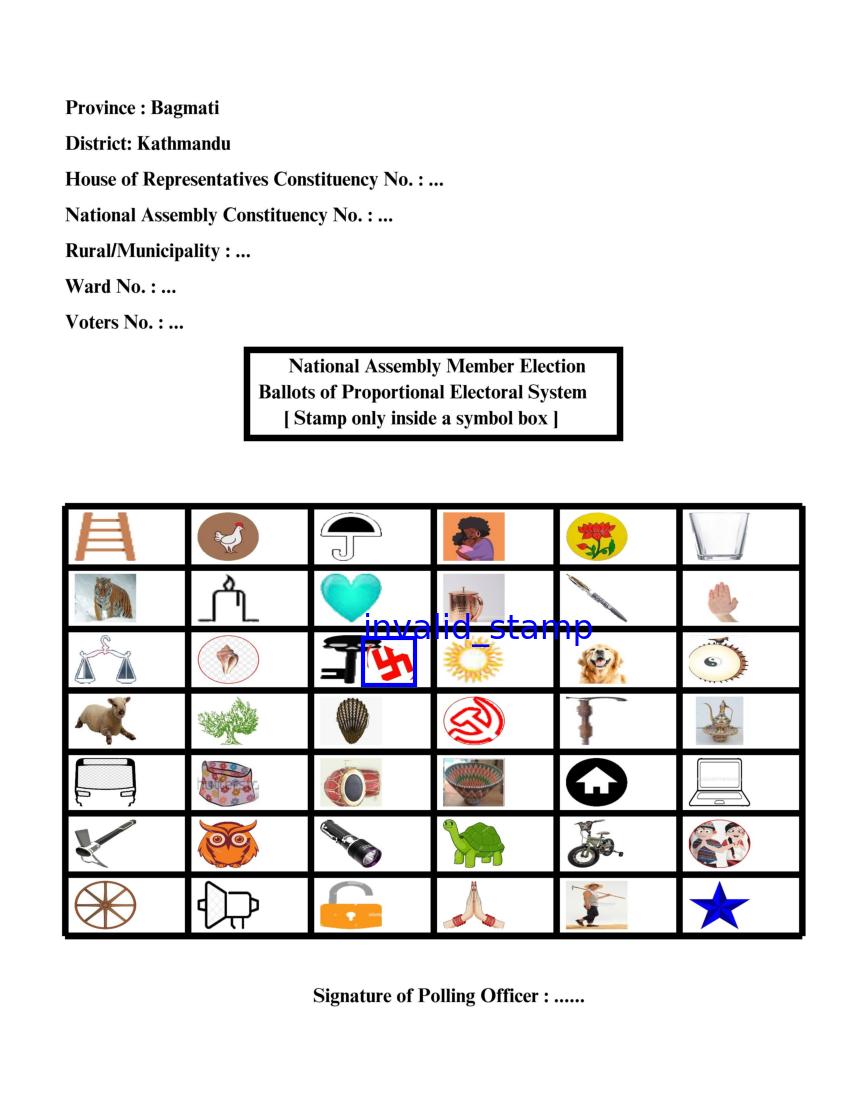 Province : Bagmati
District: Kathmandu
House of Representatives Constituency No. : ...
National Assembly Constituency No. : ...
Rural/Municipality : ...
Ward No. : ...
Voters No. : ...
National Assembly Member Election
Ballots of Proportional Electoral System
[ Stamp only inside a symbol box ]
invalid_stamp
Signature of Polling Officer : ......